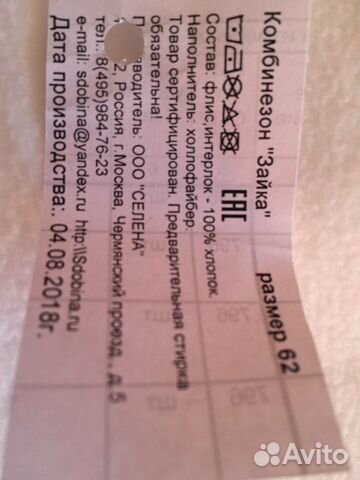 Комбинезон "Зайка" размер 62
ЕАС
Состав: флис,интерлок - 100% хлопок.
Наполнитель: холлофайбер.
Товар сертифицирован. Предварительная стирка
обязательна!
водитель: ООО "СЕЛЕНА"
2, Россия, г.Москва, Чермянский проезд., д. 5
тел.: 8(495)984-76-23
e-mail: sdobina@yandex.ru http:\\Sdobina.ru
Дата производства:. 04.08.2018г.
Avito